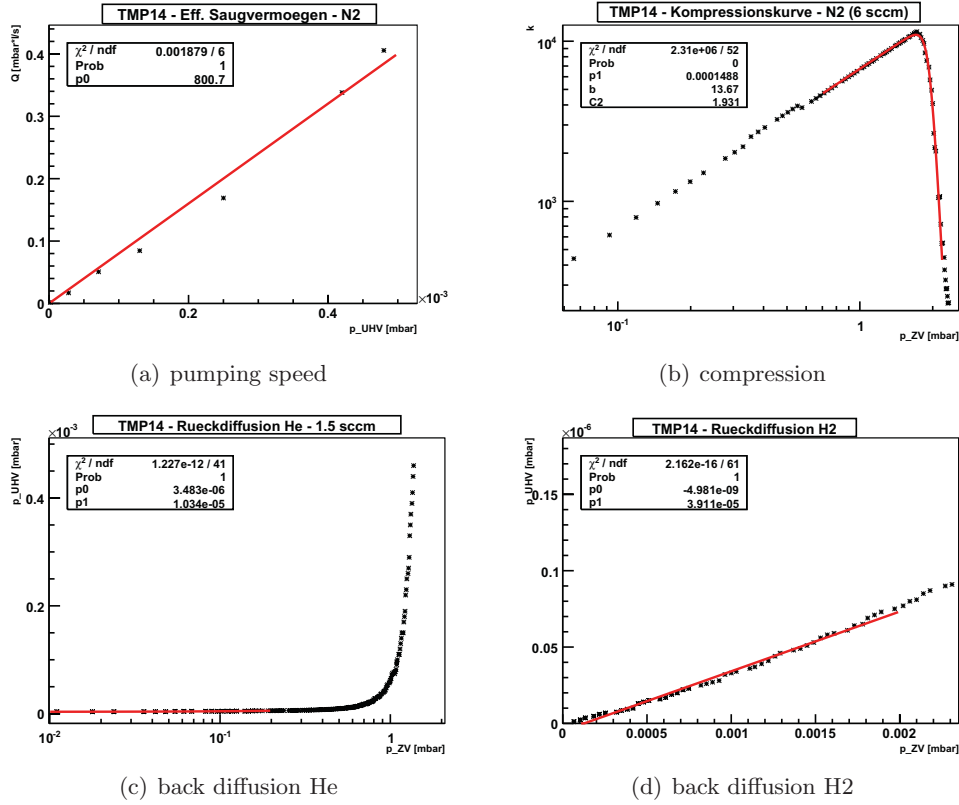 TMP14 - Eff. Saugvermoegen - N2
Q [mbar*l/s]
χ² / ndf 0.001879 / 6
Prob 1
p0 800.7
0.4
0.3
0.2
0.1
0
0 0.2 0.4
×10⁻³
p_UHV [mbar]
(a) pumping speed
TMP14 - Kompressionskurve - N2 (6 sccm)
k
χ² / ndf 2.31e+06 / 52
Prob 0
p1 0.0001488
b 13.67
C2 1.931
10⁴
10³
10⁻¹ 1
p_ZV [mbar]
(b) compression
TMP14 - Rueckdiffusion He - 1.5 sccm
×10⁻³
p_UHV [mbar]
χ² / ndf 1.227e-12 / 41
Prob 1
p0 3.483e-06
p1 1.034e-05
0.4
0.2
0
10⁻² 10⁻¹ 1
p_ZV [mbar]
(c) back diffusion He
TMP14 - Rueckdiffusion H2
×10⁻⁶
p_UHV [mbar]
χ² / ndf 2.162e-16 / 61
Prob 1
p0 -4.981e-09
p1 3.911e-05
0.15
0.1
0.05
0
0 0.0005 0.001 0.0015 0.002
p_ZV [mbar]
(d) back diffusion H2